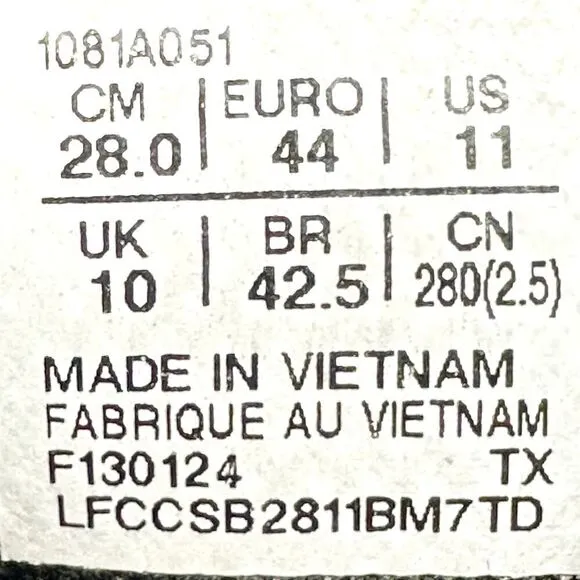 1081A051
CM | EURO | US
28.0 | 44 | 11
UK | BR | CN
10 | 42.5 | 280(2.5)
MADE IN VIETNAM
FABRIQUE AU VIETNAM
F130124 TX
LFCCSB2811BM7TD